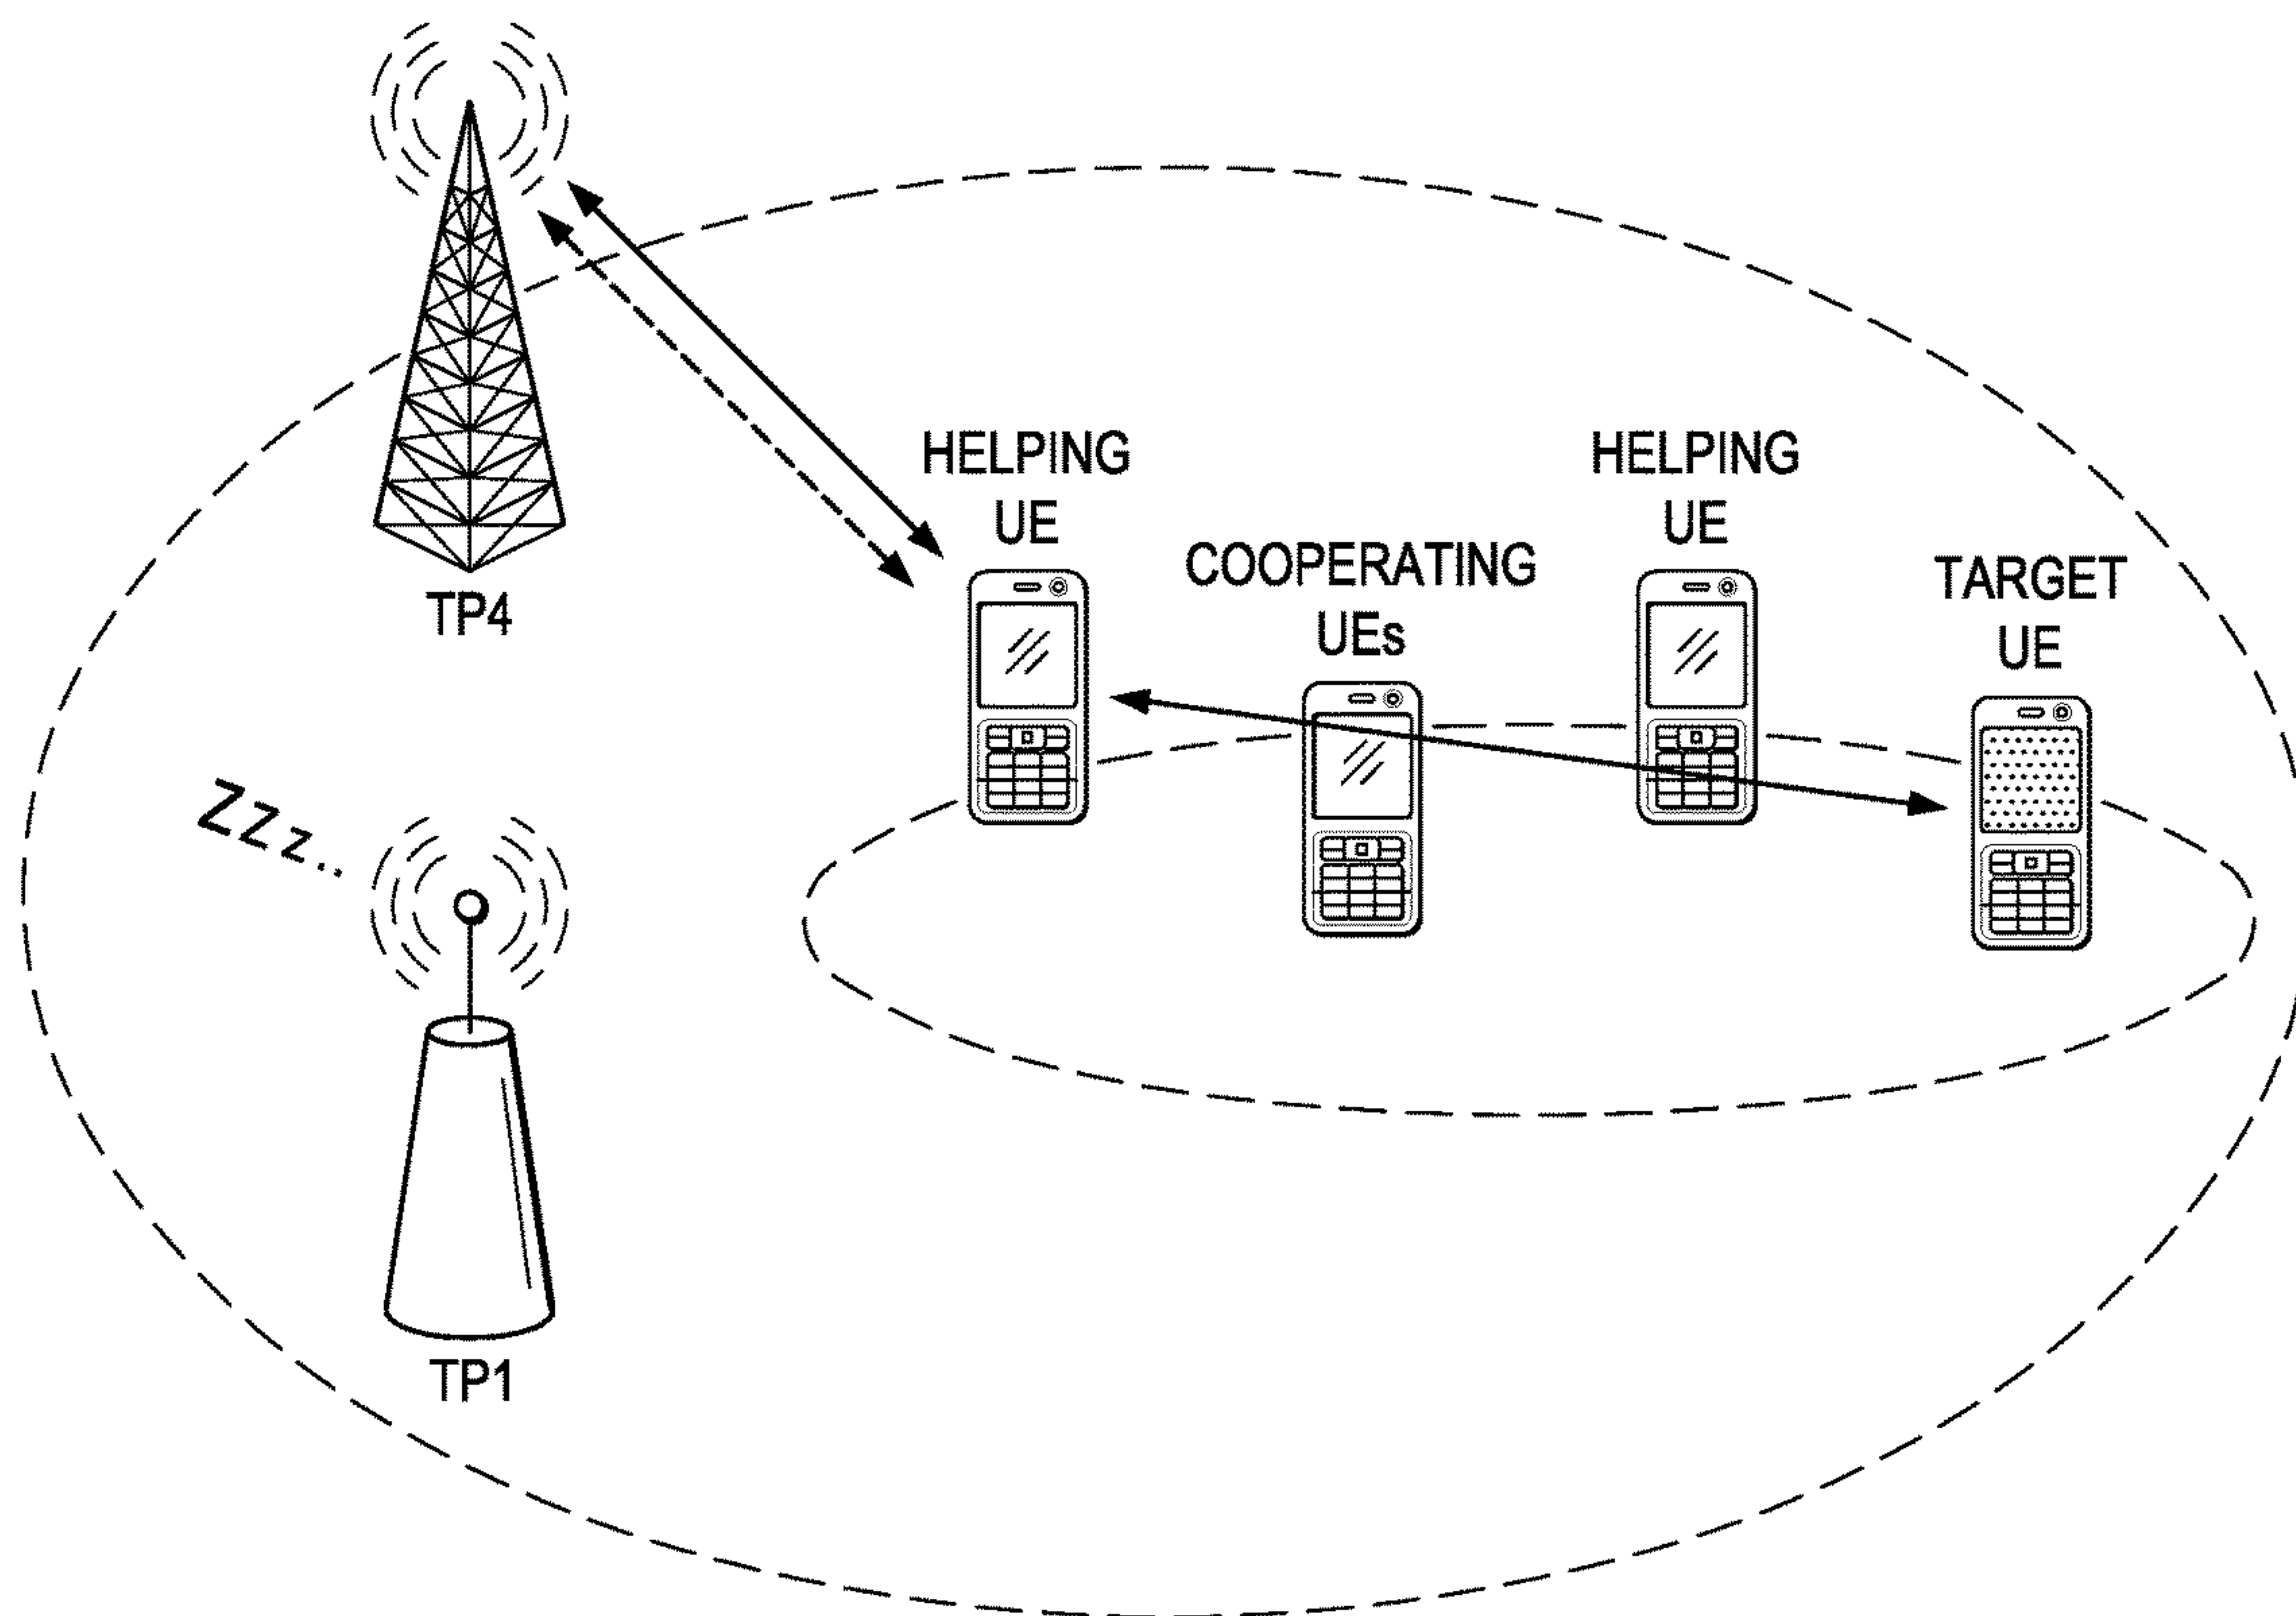 HELPING
UE
HELPING
UE
COOPERATING
UEs
TARGET
UE
TP4
ZZz..
TP1